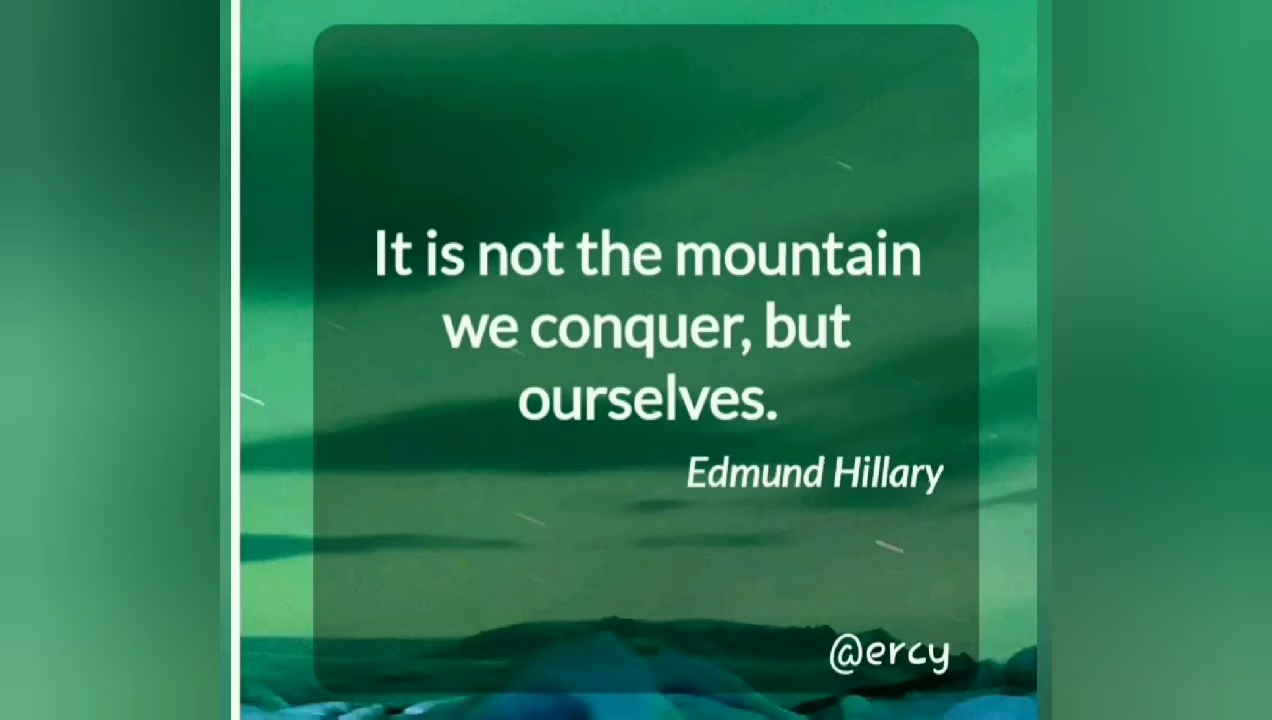 It is not the mountain
we conquer, but
ourselves.
Edmund Hillary
@ercy